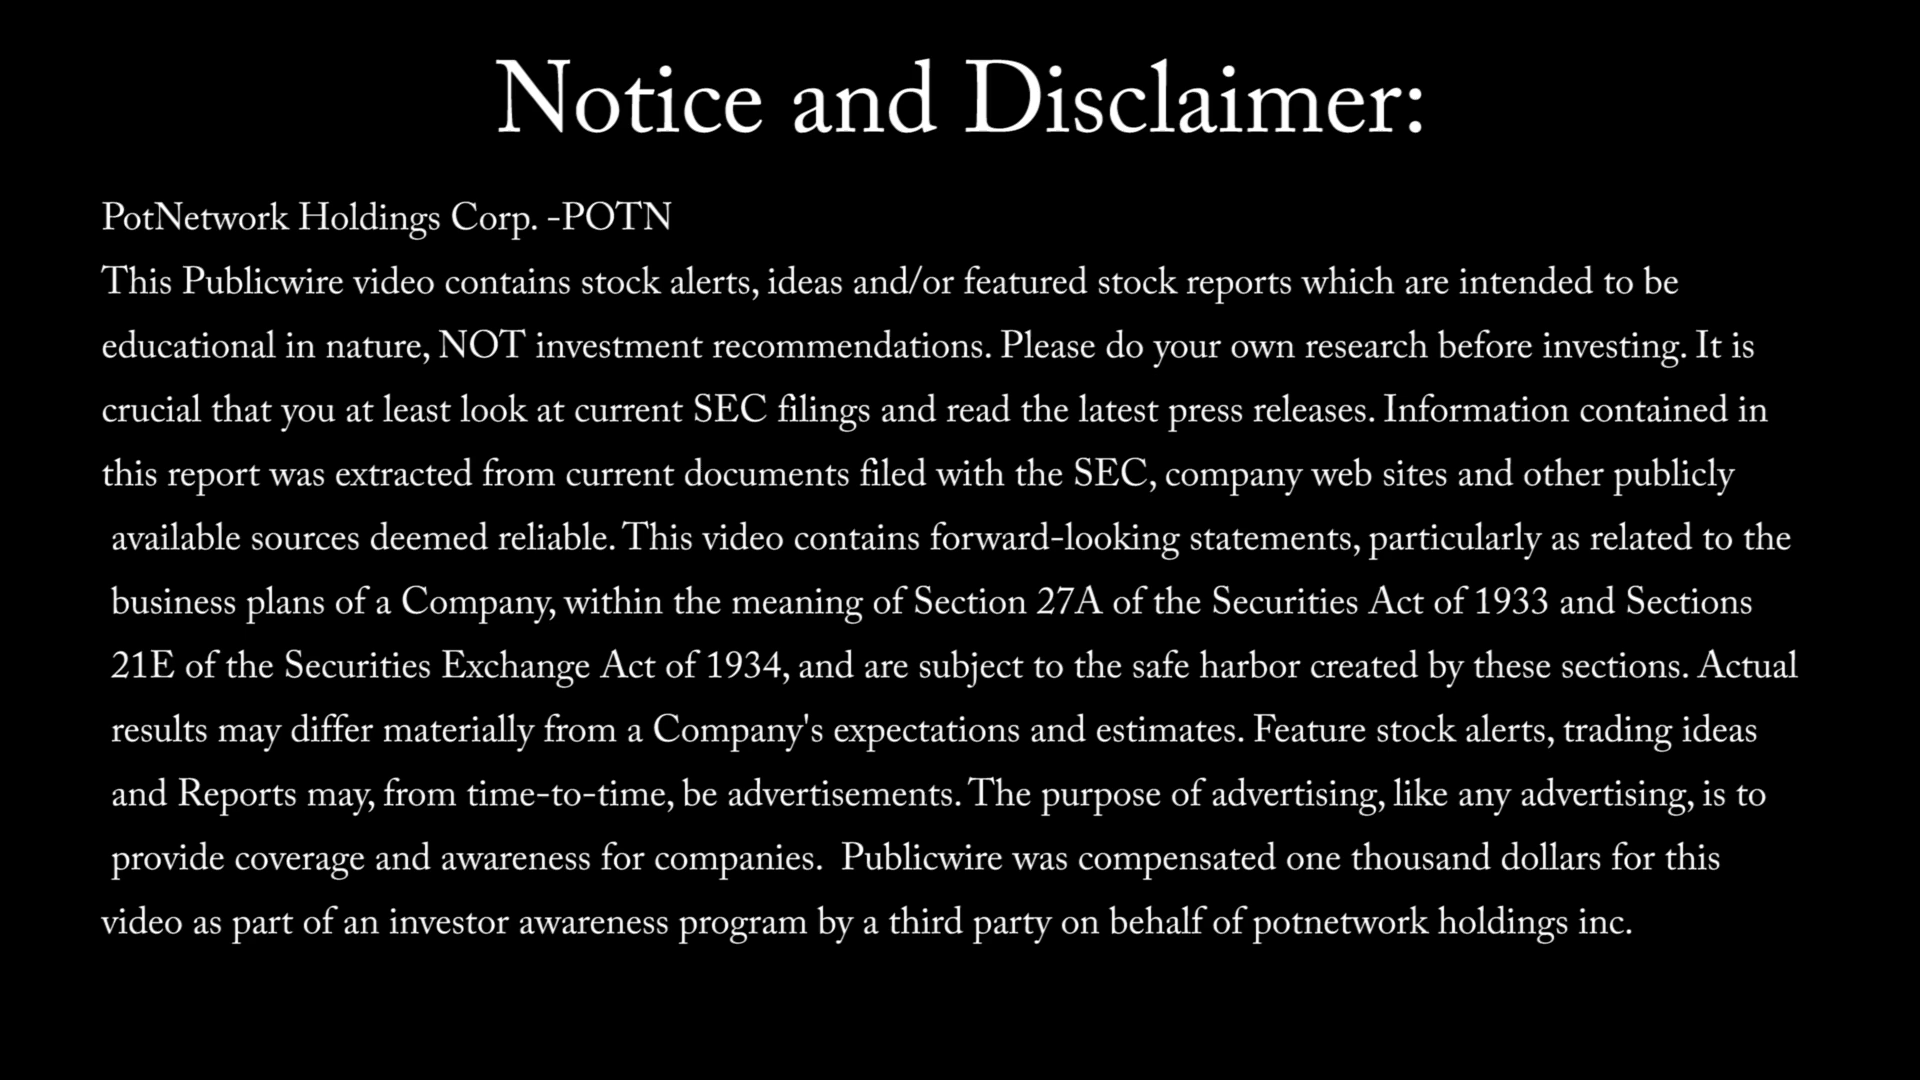 Notice and Disclaimer:
PotNetwork Holdings Corp. -POTN
This Publicwire video contains stock alerts, ideas and/or featured stock reports which are intended to be
educational in nature, NOT investment recommendations. Please do your own research before investing. It is
crucial that you at least look at current SEC filings and read the latest press releases. Information contained in
this report was extracted from current documents filed with the SEC, company web sites and other publicly
available sources deemed reliable. This video contains forward-looking statements, particularly as related to the
business plans of a Company, within the meaning of Section 27A of the Securities Act of 1933 and Sections
21E of the Securities Exchange Act of 1934, and are subject to the safe harbor created by these sections. Actual
results may differ materially from a Company's expectations and estimates. Feature stock alerts, trading ideas
and Reports may, from time-to-time, be advertisements. The purpose of advertising, like any advertising, is to
provide coverage and awareness for companies.  Publicwire was compensated one thousand dollars for this
video as part of an investor awareness program by a third party on behalf of potnetwork holdings inc.